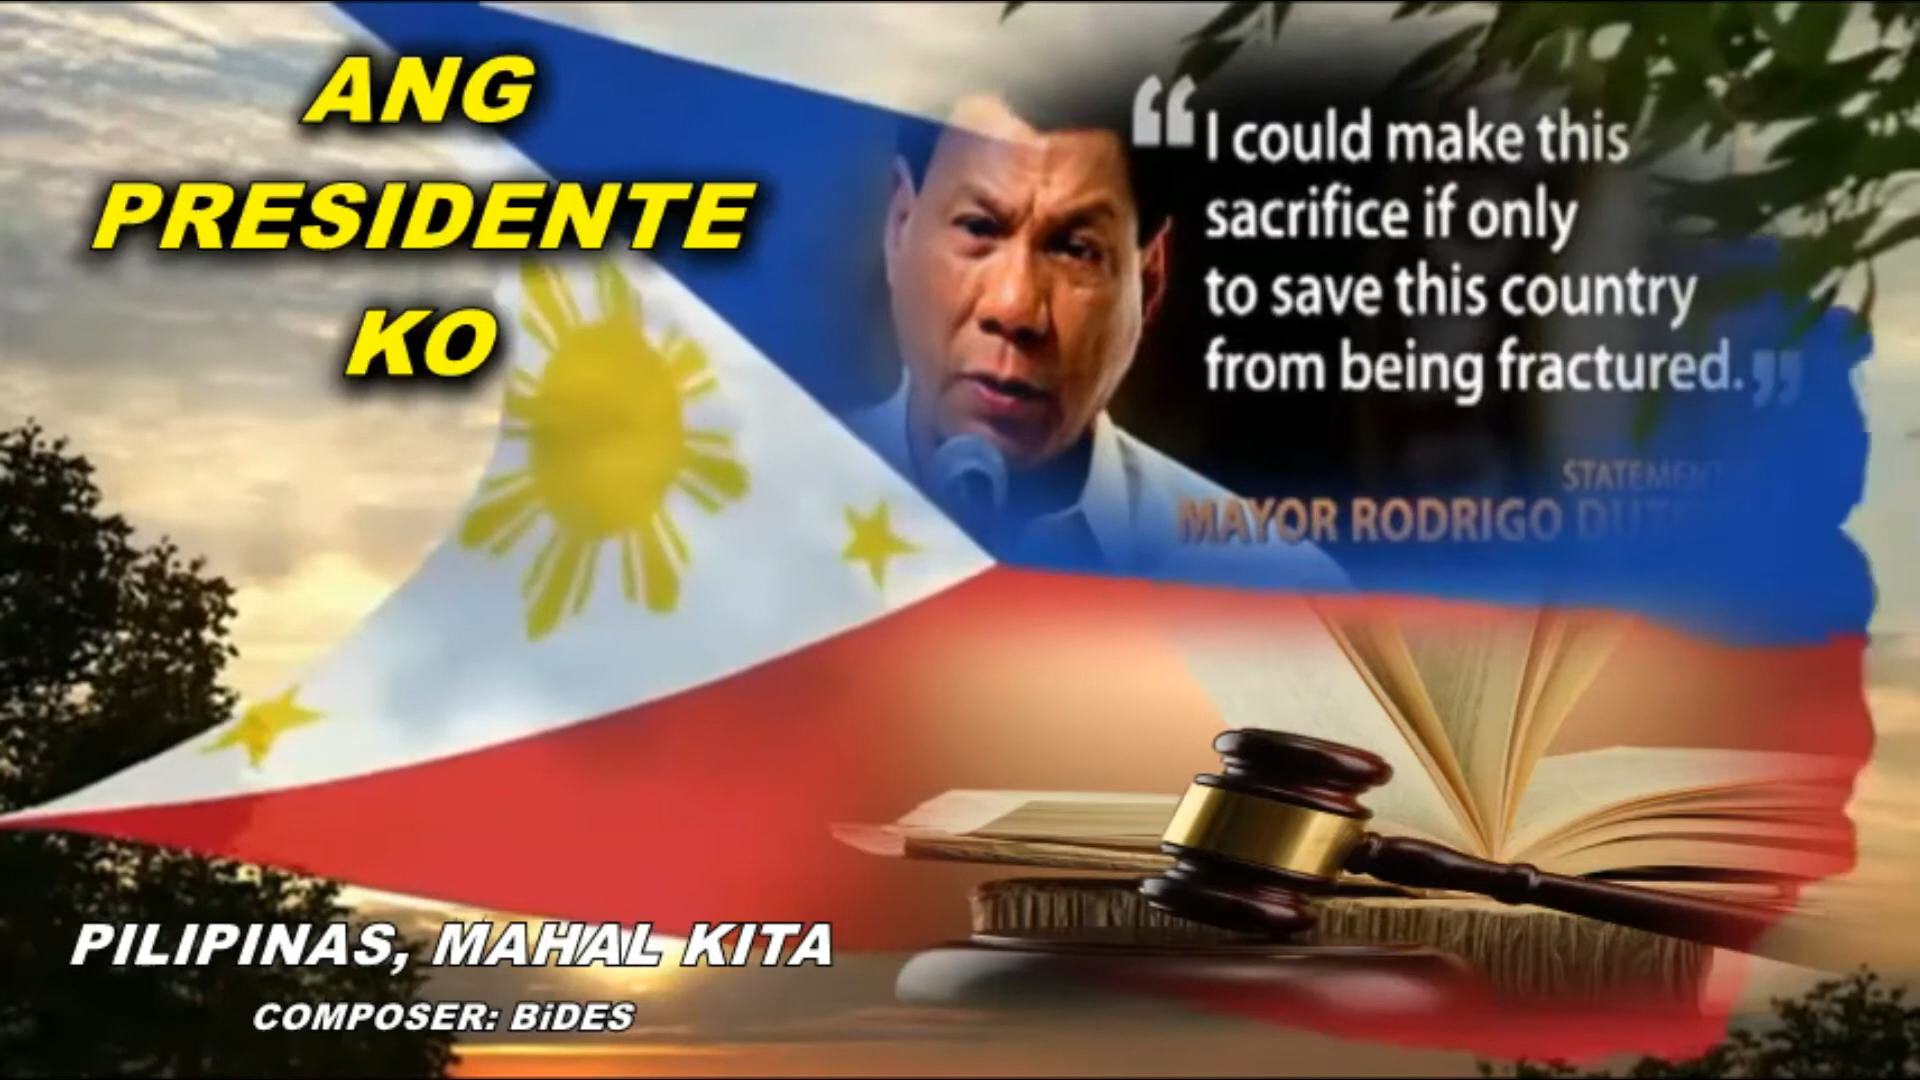 ANG
PRESIDENTE
KO
“I could make this
sacrifice if only
to save this country
from being fractured.”
STATEMENT
MAYOR RODRIGO
PILIPINAS, MAHAL KITA
COMPOSER: BiDES